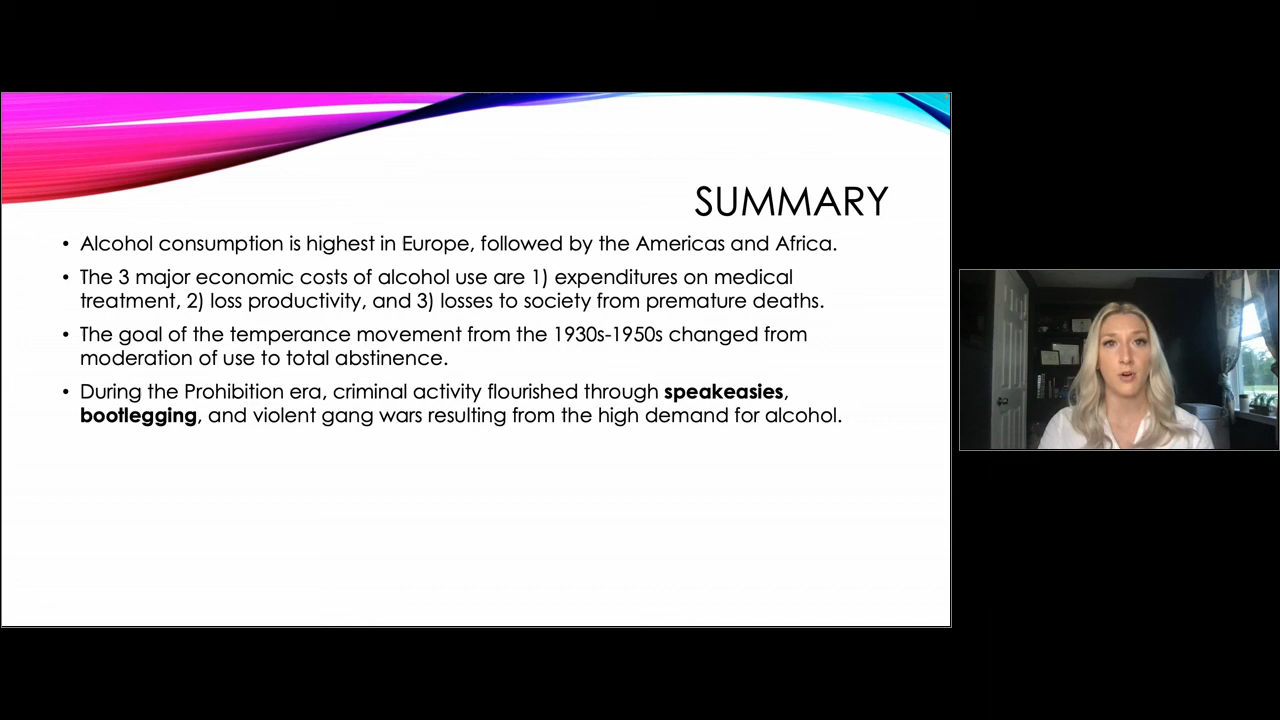 SUMMARY
• Alcohol consumption is highest in Europe, followed by the Americas and Africa.
• The 3 major economic costs of alcohol use are 1) expenditures on medical
treatment, 2) loss productivity, and 3) losses to society from premature deaths.
• The goal of the temperance movement from the 1930s-1950s changed from
moderation of use to total abstinence.
• During the Prohibition era, criminal activity flourished through speakeasies,
bootlegging, and violent gang wars resulting from the high demand for alcohol.